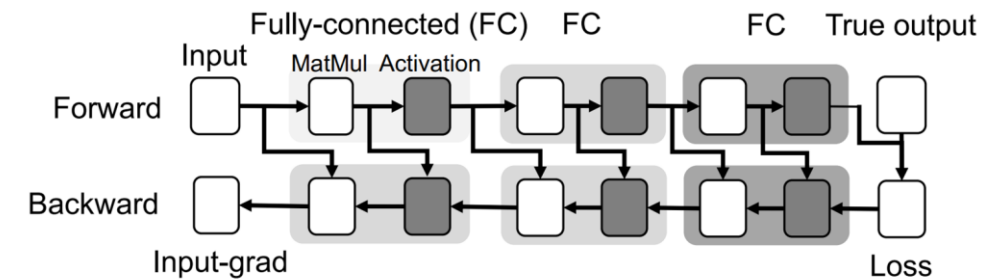 Fully-connected (FC) FC FC True output
Input
MatMul Activation
Forward
Backward
Input-grad
Loss